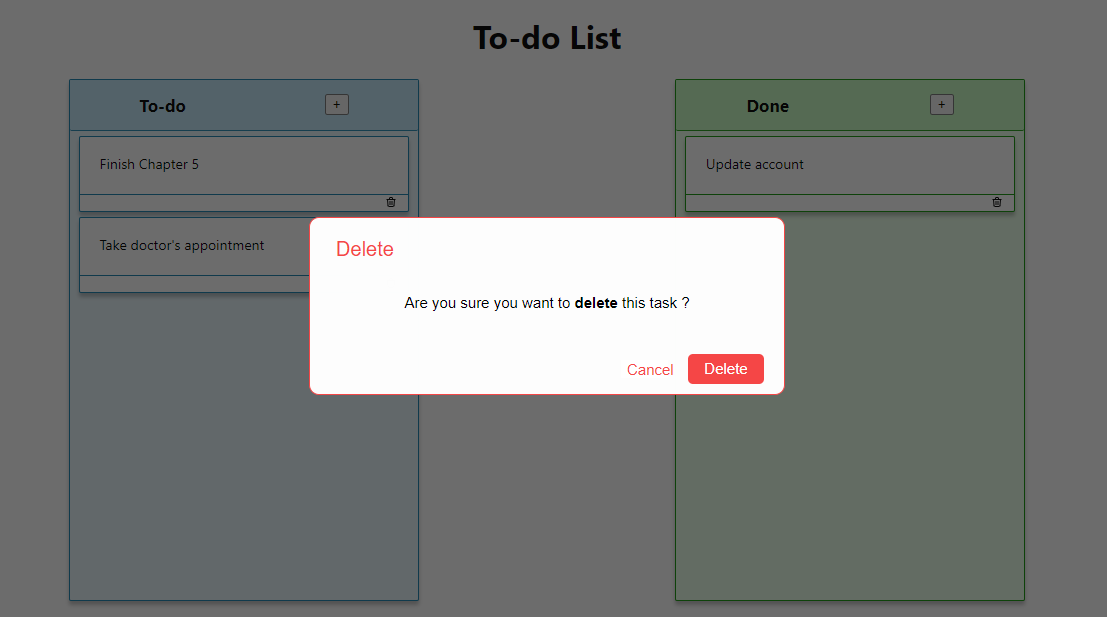 To-do List
To-do +
Done +
Finish Chapter 5
Update account
Take doctor's appointment
Delete
Are you sure you want to delete this task ?
Cancel Delete